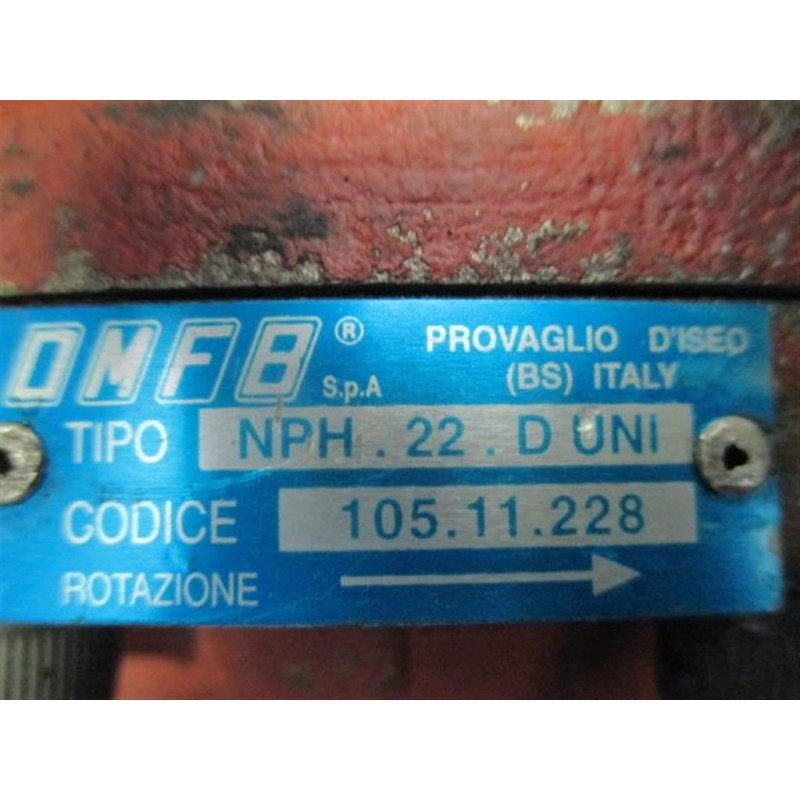 OMFB® S.p.A
PROVAGLIO D'ISEO
(BS) ITALY
TIPO NPH . 22 . D UNI
CODICE 105.11.228
ROTAZIONE